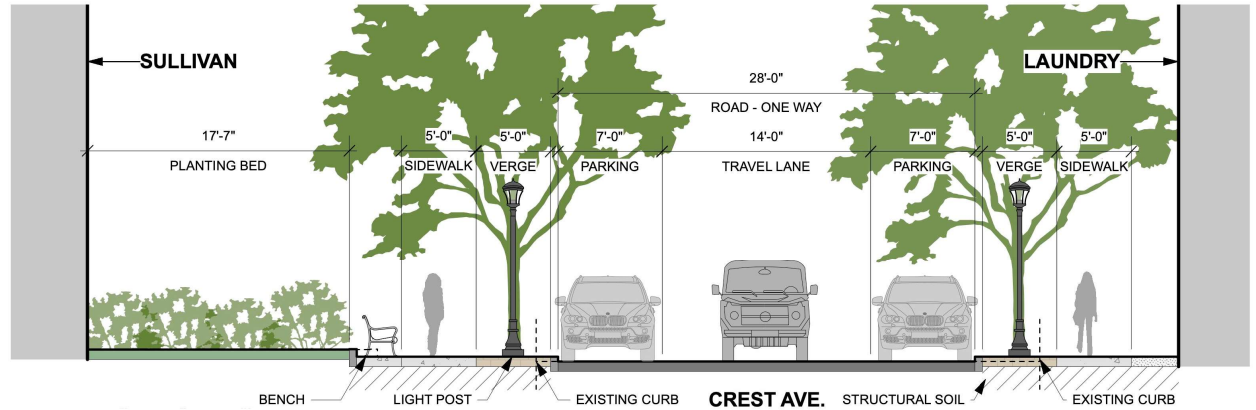 SULLIVAN
LAUNDRY
28'-0"
ROAD - ONE WAY
17'-7"
5'-0"
5'-0"
7'-0"
14'-0"
7'-0"
5'-0"
5'-0"
PLANTING BED
SIDEWALK
VERGE
PARKING
TRAVEL LANE
PARKING
VERGE
SIDEWALK
BENCH
LIGHT POST
EXISTING CURB
CREST AVE.
STRUCTURAL SOIL
EXISTING CURB